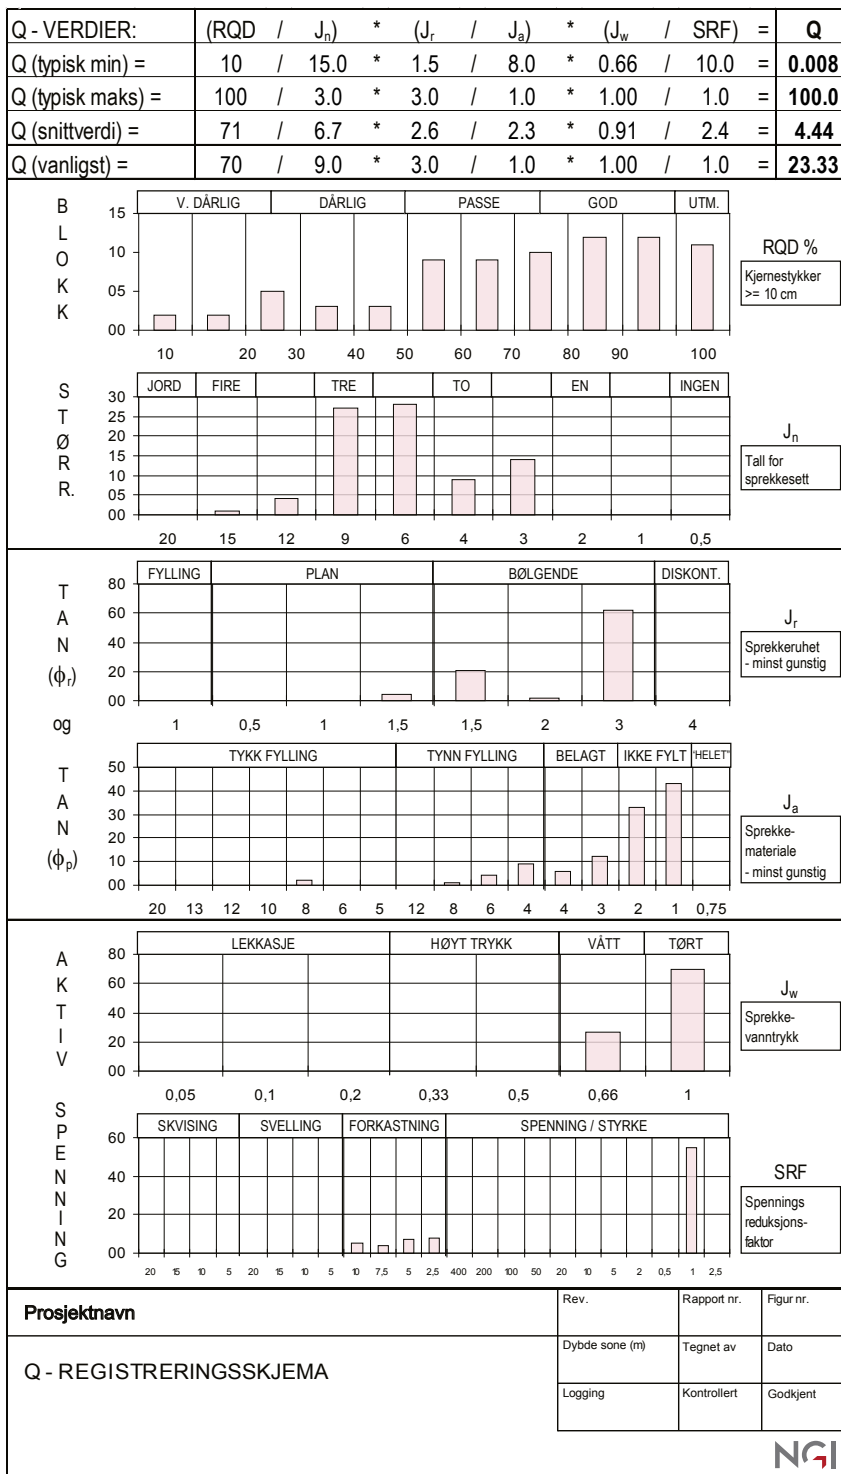 Q - VERDIER: (RQD / Jn) * (Jr / Ja) * (Jw / SRF) = Q
Q (typisk min) = 10 / 15.0 * 1.5 / 8.0 * 0.66 / 10.0 = 0.008
Q (typisk maks) = 100 / 3.0 * 3.0 / 1.0 * 1.00 / 1.0 = 100.0
Q (snittverdi) = 71 / 6.7 * 2.6 / 2.3 * 0.91 / 2.4 = 4.44
Q (vanligst) = 70 / 9.0 * 3.0 / 1.0 * 1.00 / 1.0 = 23.33
BLOKK
V. DÅRLIG DÅRLIG PASSE GOD UTM.
15
10
05
00
10 20 30 40 50 60 70 80 90 100
RQD %
Kjernestykker
>= 10 cm
STØRR.
JORD FIRE TRE TO EN INGEN
30
25
20
15
10
05
00
20 15 12 9 6 4 3 2 1 0,5
Jn
Tall for
sprekkesett
TAN
(ϕr)
FYLLING PLAN BØLGENDE DISKONT.
80
60
40
20
00
1 0,5 1 1,5 1,5 2 3 4
Jr
Sprekkeruhet
- minst gunstig
og
TAN
(ϕp)
TYKK FYLLING TYNN FYLLING BELAGT IKKE FYLT "HELET"
50
40
30
20
10
00
20 13 12 10 8 6 5 12 8 6 4 4 3 2 1 0,75
Ja
Sprekke-
materiale
- minst gunstig
AKTIV
LEKKASJE HØYT TRYKK VÅTT TØRT
80
60
40
20
00
0,05 0,1 0,2 0,33 0,5 0,66 1
Jw
Sprekke-
vanntrykk
SPENNING
SKVISING SVELLING FORKASTNING SPENNING / STYRKE
60
40
20
00
20 15 10 5 20 15 10 5 10 7,5 5 2,5 400 200 100 50 20 10 5 2 0,5 1 2,5
SRF
Spennings
reduksjons-
faktor
Prosjektnavn
Q - REGISTRERINGSSKJEMA
Rev. Rapport nr. Figur nr.
Dybde sone (m) Tegnet av Dato
Logging Kontrollert Godkjent
NGI